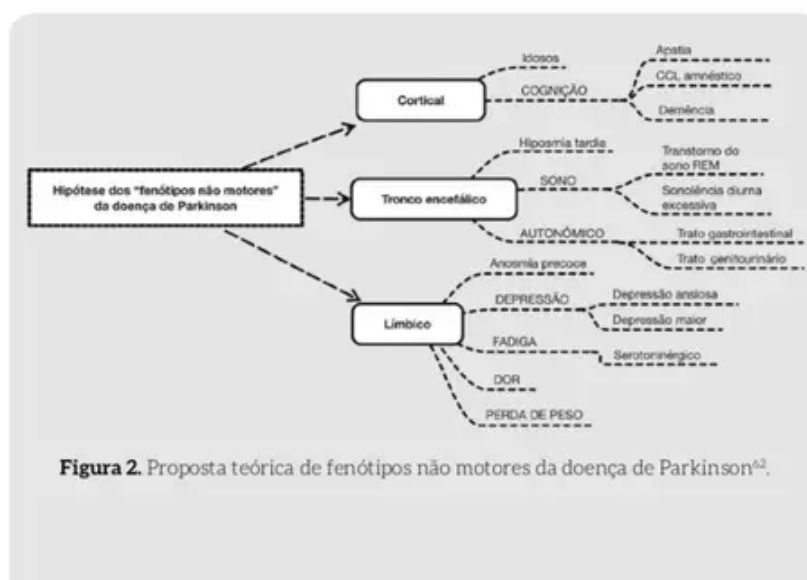 Idosos
Apatia
CCL amnéstico
Cortical
COGNIÇÃO
Demência
Hiposmia tardia
Transtorno do
sono REM
Hipótese dos "fenótipos não motores"
da doença de Parkinson
Tronco encefálico
SONO
Sonolência diurna
excessiva
AUTONÔMICO
Trato gastrointestinal
Trato genitourinário
Anosmia precoce
DEPRESSÃO
Depressão ansiosa
Depressão maior
Límbico
FADIGA
Serotoninérgico
DOR
PERDA DE PESO
Figura 2. Proposta teórica de fenótipos não motores da doença de Parkinson⁶².